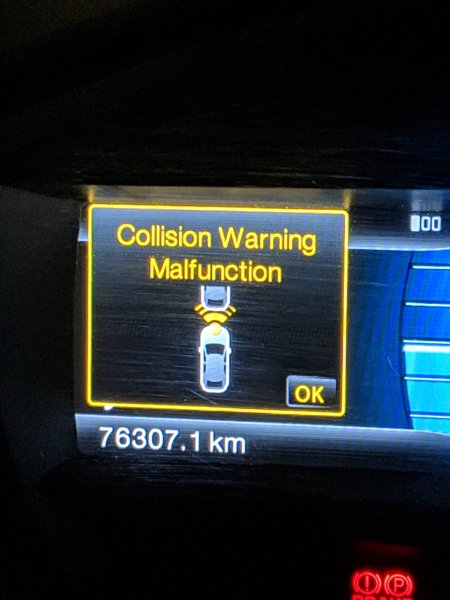 Collision Warning
Malfunction
OK
76307.1 km